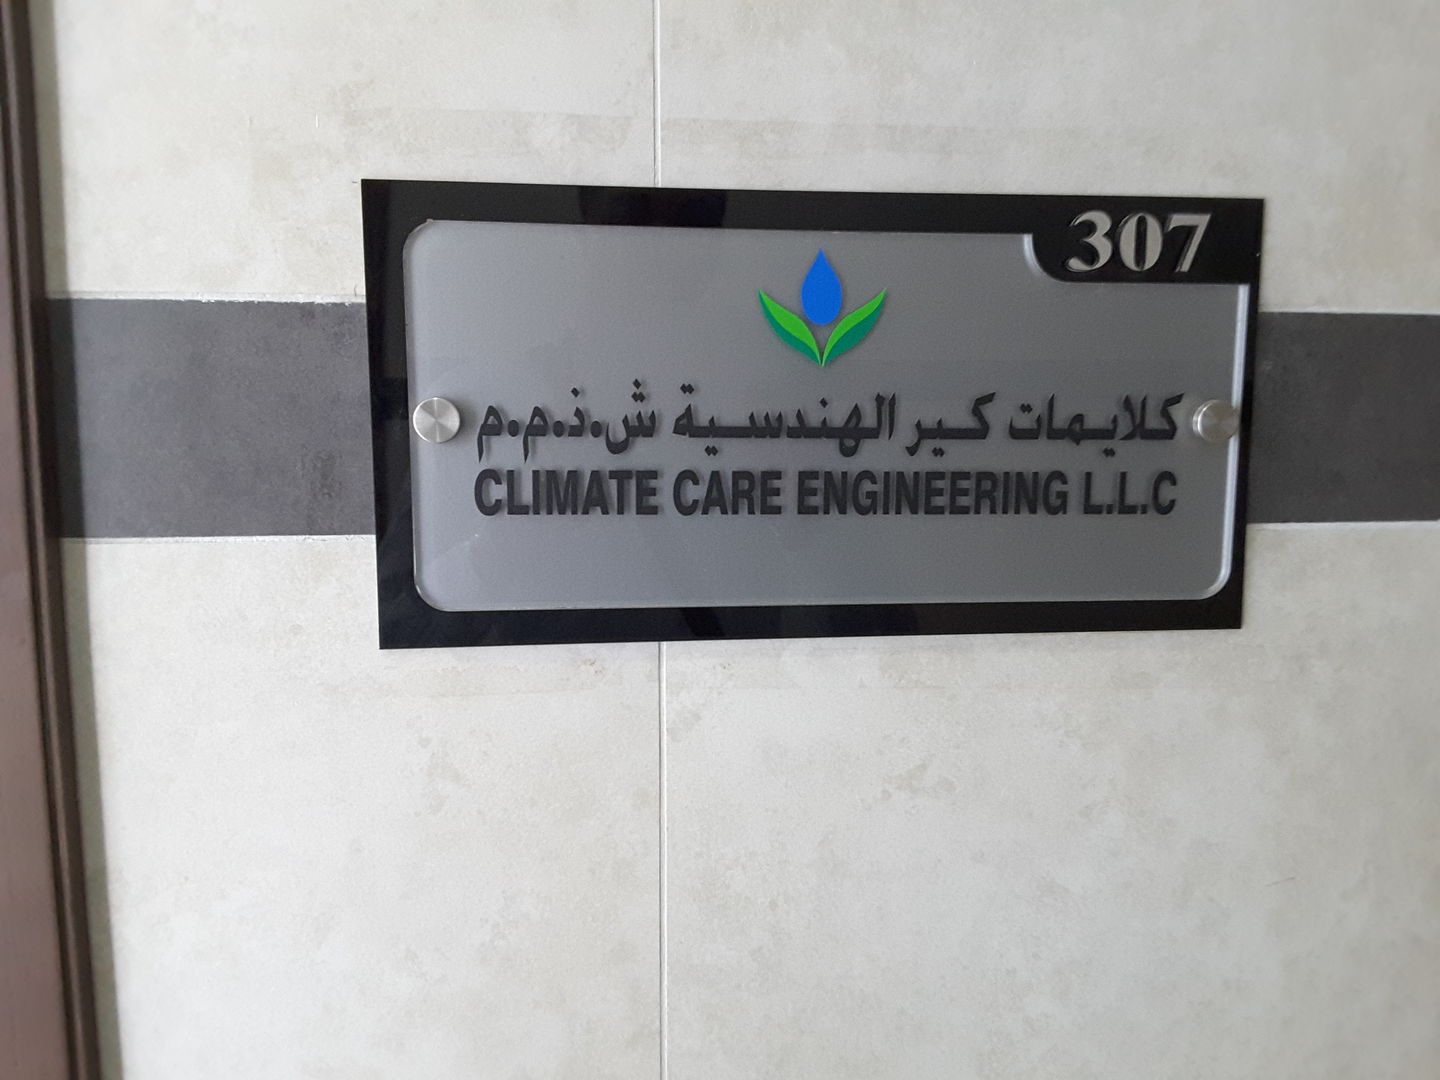 307
كلايمات كير الهندسية ش.ذ.م.م
CLIMATE CARE ENGINEERING L.L.C